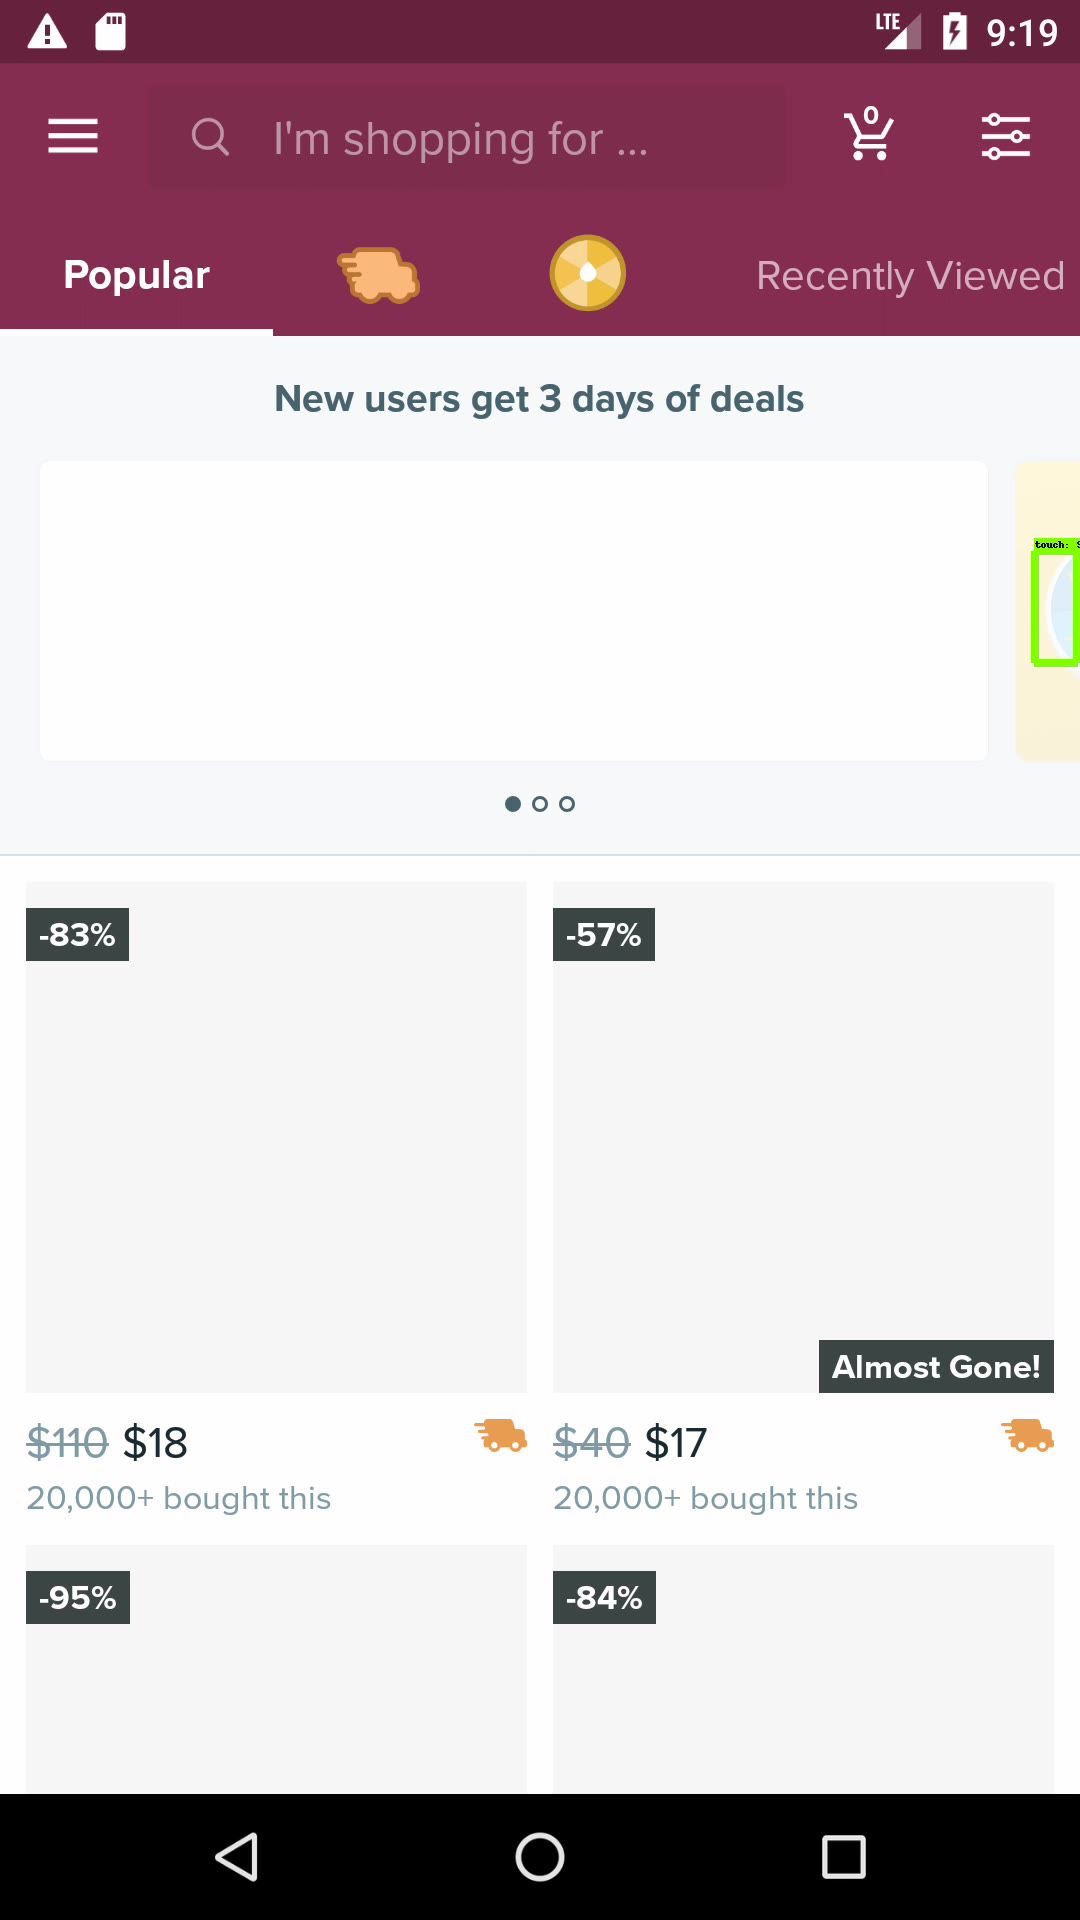 LTE 9:19
I'm shopping for ...
0
Popular
Recently Viewed
New users get 3 days of deals
touch:
-83%
-57%
Almost Gone!
$110 $18
$40 $17
20,000+ bought this
20,000+ bought this
-95%
-84%